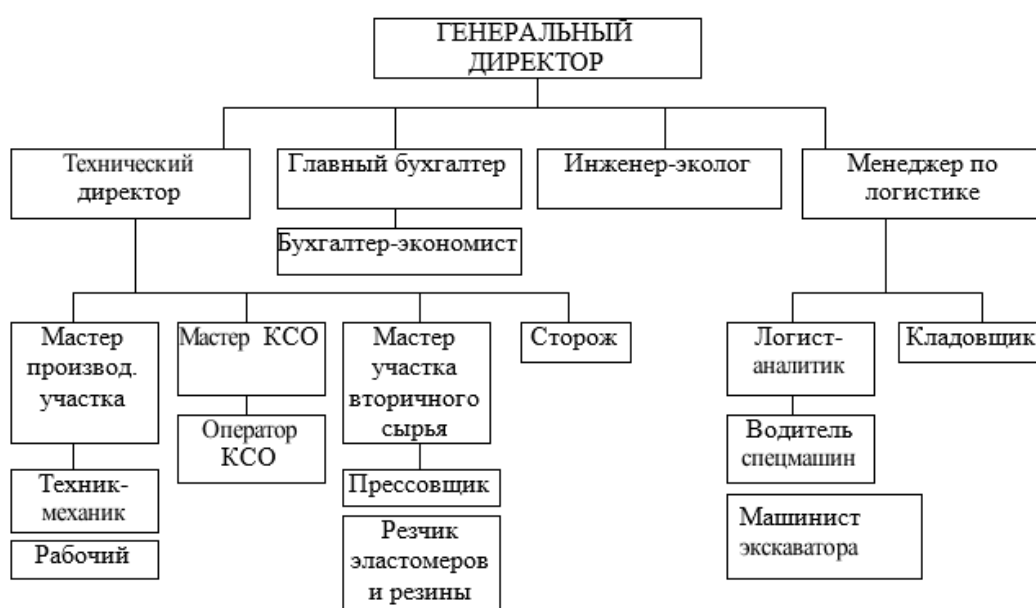 ГЕНЕРАЛЬНЫЙ
ДИРЕКТОР
Технический
директор
Главный бухгалтер
Инженер-эколог
Менеджер по
логистике
Бухгалтер-экономист
Мастер
производ.
участка
Мастер КСО
Мастер
участка
вторичного
сырья
Сторож
Логист-
аналитик
Кладовщик
Оператор
КСО
Водитель
спецмашин
Техник-
механик
Прессовщик
Машинист
экскаватора
Рабочий
Резчик
эластомеров
и резины